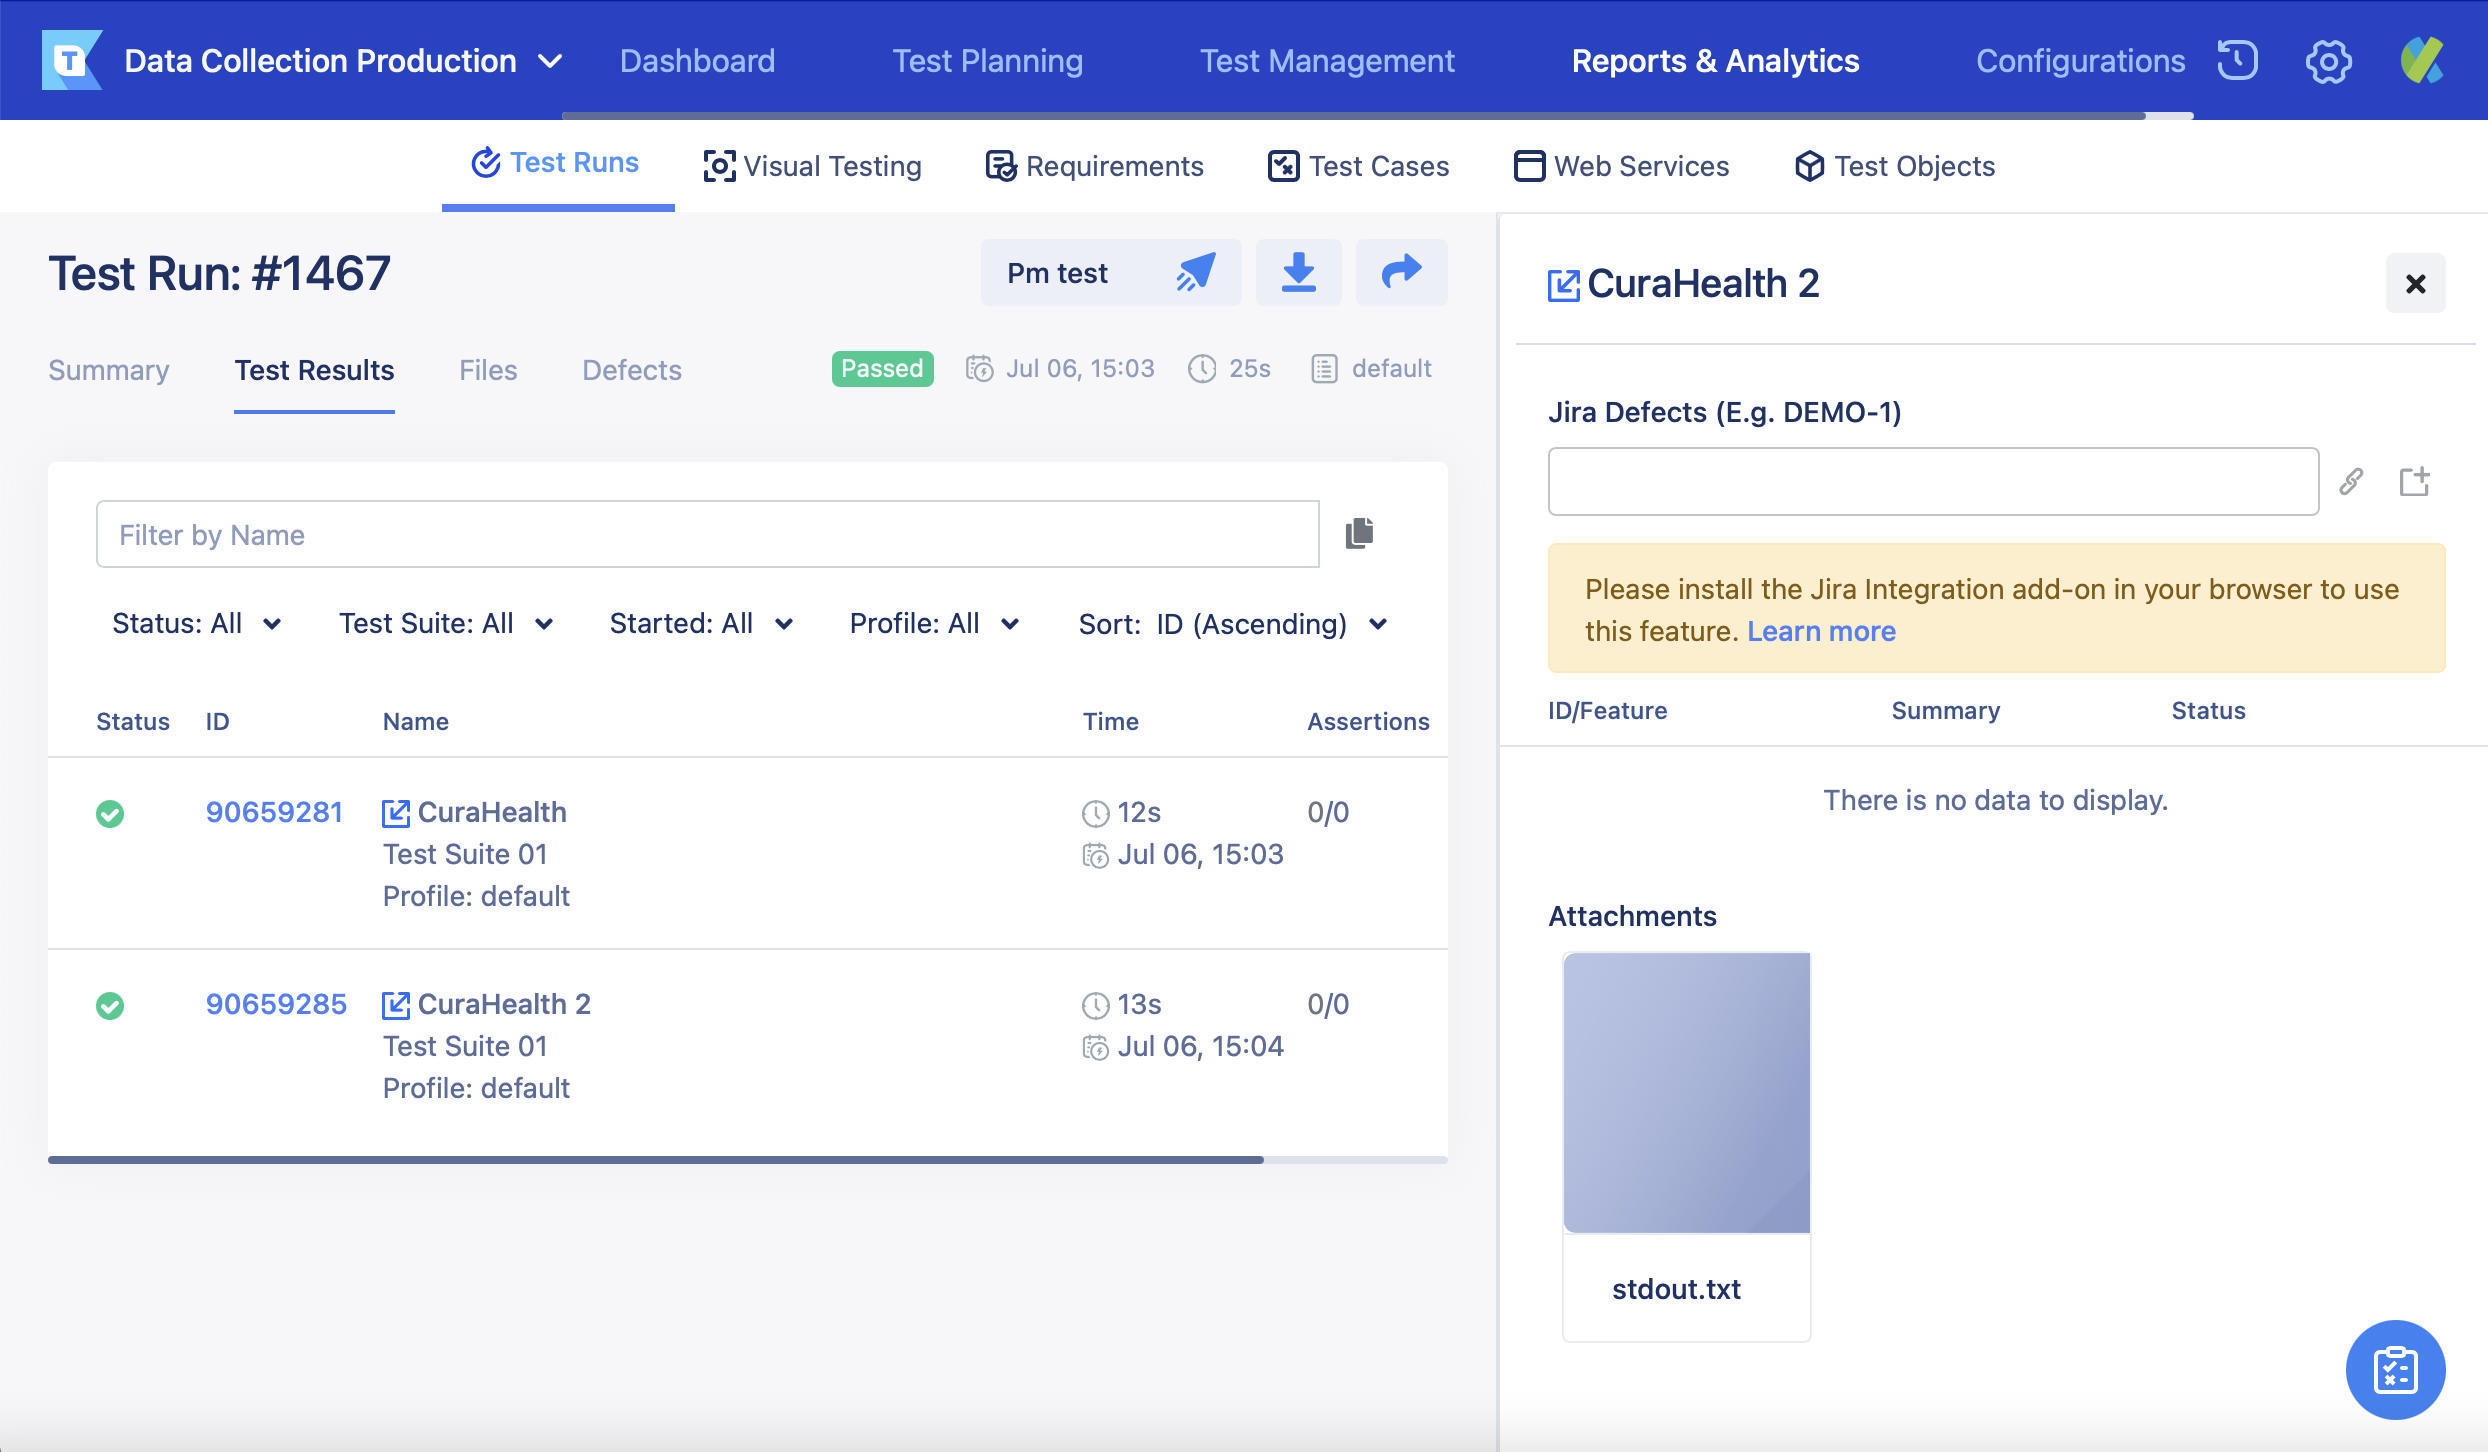 T Data Collection Production Dashboard Test Planning Test Management Reports & Analytics Configurations
Test Runs Visual Testing Requirements Test Cases Web Services Test Objects
Test Run: #1467
Pm test
Summary Test Results Files Defects Passed Jul 06, 15:03 25s default
Filter by Name
Status: All Test Suite: All Started: All Profile: All Sort: ID (Ascending)
Status ID Name Time Assertions
90659281 CuraHealth 12s 0/0
Test Suite 01 Jul 06, 15:03
Profile: default
90659285 CuraHealth 2 13s 0/0
Test Suite 01 Jul 06, 15:04
Profile: default
CuraHealth 2
Jira Defects (E.g. DEMO-1)
Please install the Jira Integration add-on in your browser to use
this feature. Learn more
ID/Feature Summary Status
There is no data to display.
Attachments
stdout.txt